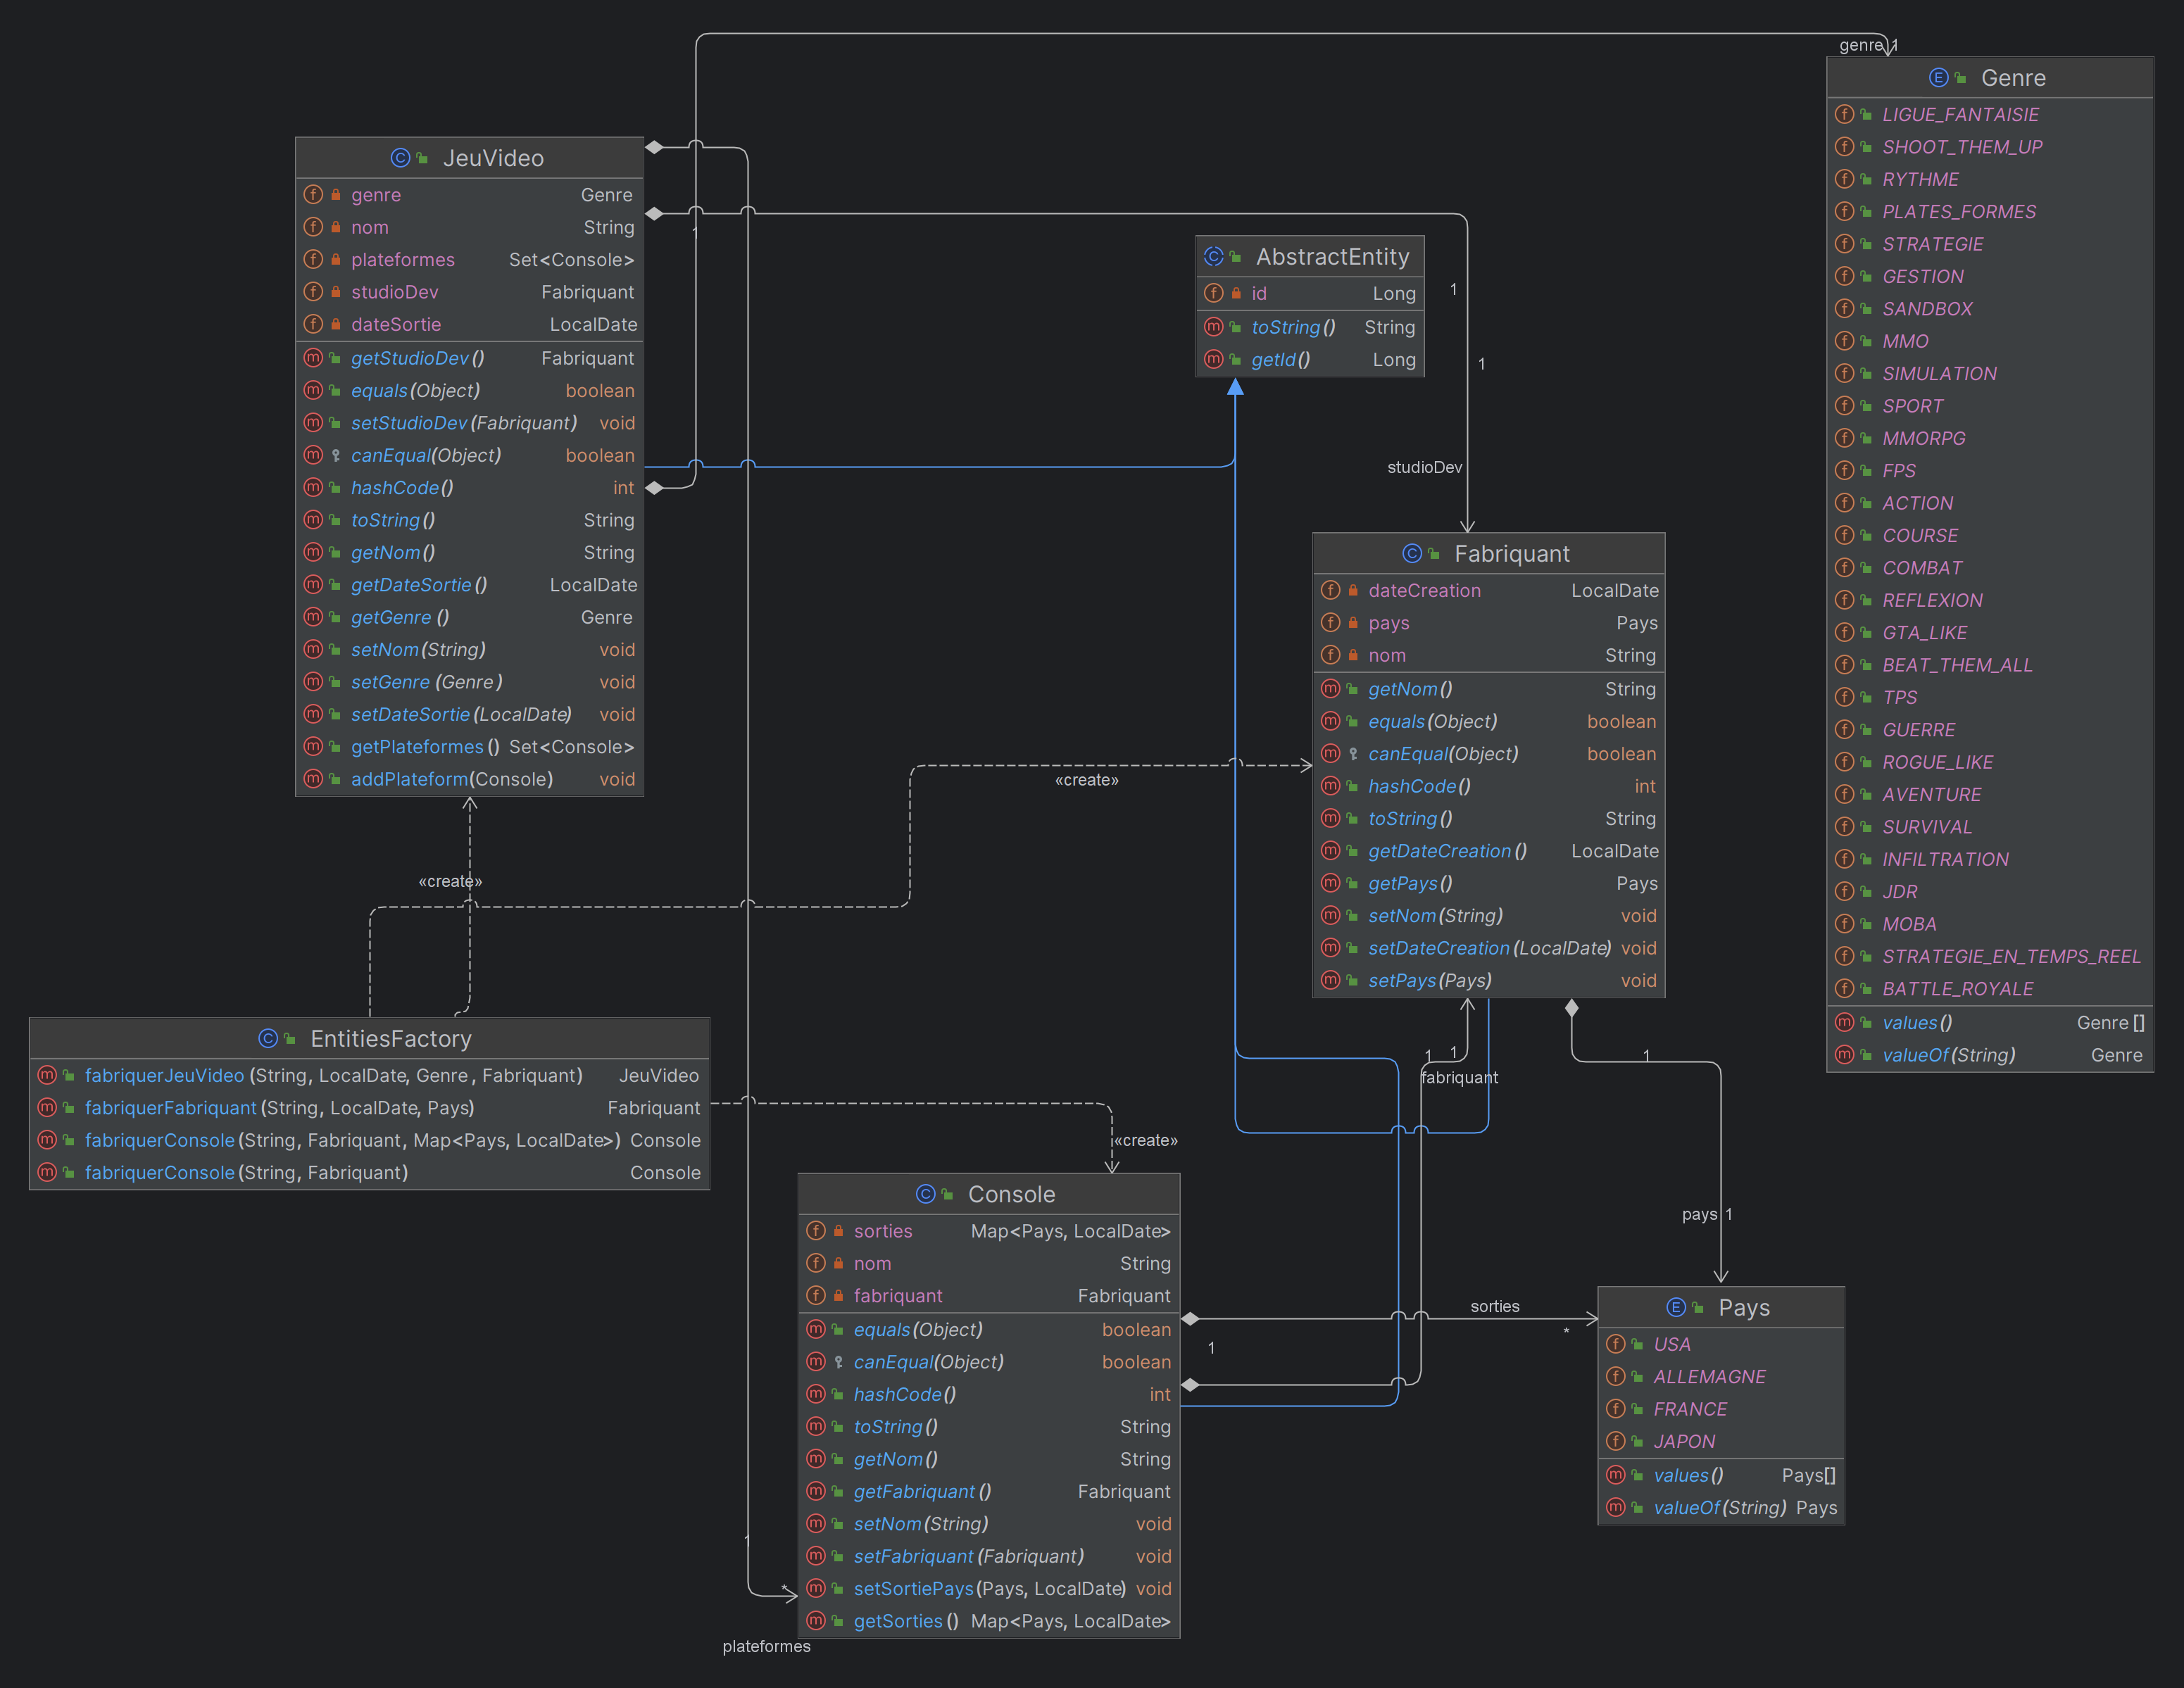 genre 1
Genre
LIGUE_FANTAISIE
SHOOT_THEM_UP
RYTHME
PLATES_FORMES
STRATEGIE
GESTION
SANDBOX
MMO
SIMULATION
SPORT
MMORPG
FPS
ACTION
COURSE
COMBAT
REFLEXION
GTA_LIKE
BEAT_THEM_ALL
TPS
GUERRE
ROGUE_LIKE
AVENTURE
SURVIVAL
INFILTRATION
JDR
MOBA
STRATEGIE_EN_TEMPS_REEL
BATTLE_ROYALE
values() Genre[]
valueOf(String) Genre
JeuVideo
genre Genre
nom String
plateformes Set<Console>
studioDev Fabriquant
dateSortie LocalDate
getStudioDev() Fabriquant
equals(Object) boolean
setStudioDev(Fabriquant) void
canEqual(Object) boolean
hashCode() int
toString() String
getNom() String
getDateSortie() LocalDate
getGenre() Genre
setNom(String) void
setGenre(Genre) void
setDateSortie(LocalDate) void
getPlateformes() Set<Console>
addPlateform(Console) void
1
AbstractEntity
id Long
toString() String
getId() Long
1
1
studioDev
Fabriquant
dateCreation LocalDate
pays Pays
nom String
getNom() String
equals(Object) boolean
canEqual(Object) boolean
hashCode() int
toString() String
getDateCreation() LocalDate
getPays() Pays
setNom(String) void
setDateCreation(LocalDate) void
setPays(Pays) void
«create»
«create»
EntitiesFactory
fabriquerJeuVideo(String, LocalDate, Genre, Fabriquant) JeuVideo
fabriquerFabriquant(String, LocalDate, Pays) Fabriquant
fabriquerConsole(String, Fabriquant, Map<Pays, LocalDate>) Console
fabriquerConsole(String, Fabriquant) Console
1 1
fabriquant
1
«create»
pays 1
Console
sorties Map<Pays, LocalDate>
nom String
fabriquant Fabriquant
equals(Object) boolean
canEqual(Object) boolean
hashCode() int
toString() String
getNom() String
getFabriquant() Fabriquant
setNom(String) void
setFabriquant(Fabriquant) void
setSortiePays(Pays, LocalDate) void
getSorties() Map<Pays, LocalDate>
sorties
*
1
Pays
USA
ALLEMAGNE
FRANCE
JAPON
values() Pays[]
valueOf(String) Pays
1
*
plateformes